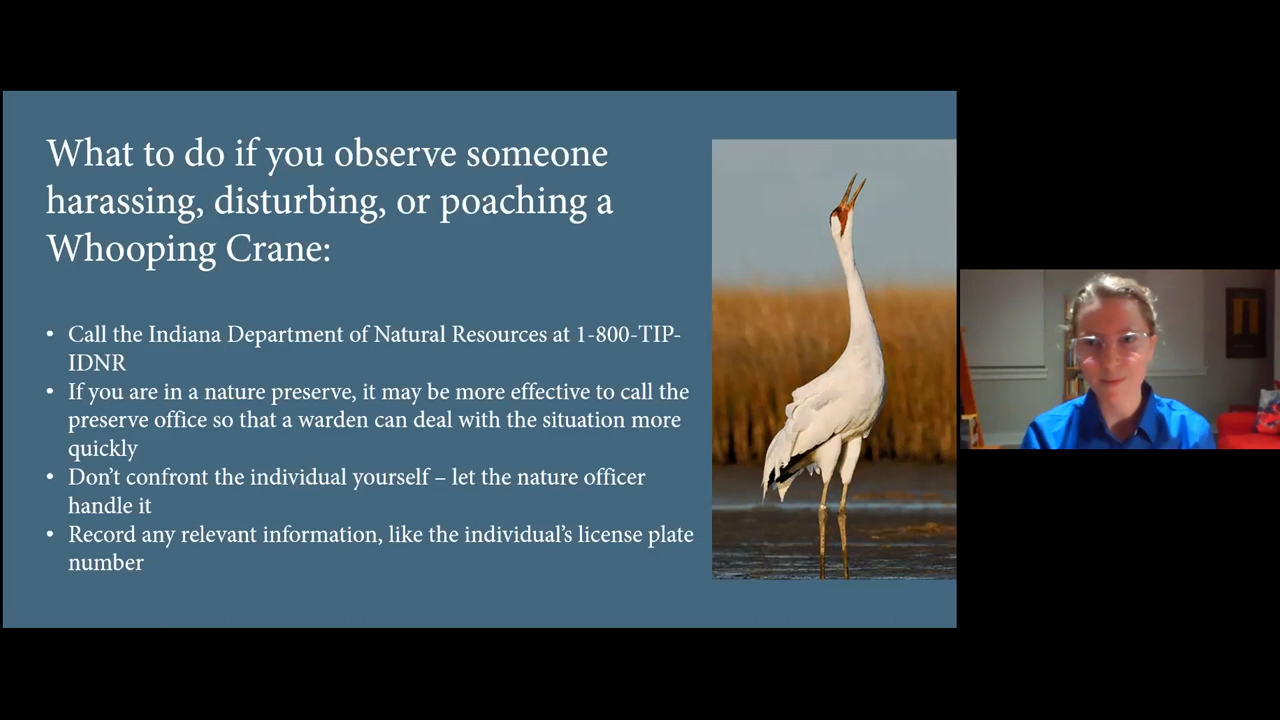 What to do if you observe someone
harassing, disturbing, or poaching a
Whooping Crane:
• Call the Indiana Department of Natural Resources at 1-800-TIP-
IDNR
• If you are in a nature preserve, it may be more effective to call the
preserve office so that a warden can deal with the situation more
quickly
• Don’t confront the individual yourself – let the nature officer
handle it
• Record any relevant information, like the individual’s license plate
number